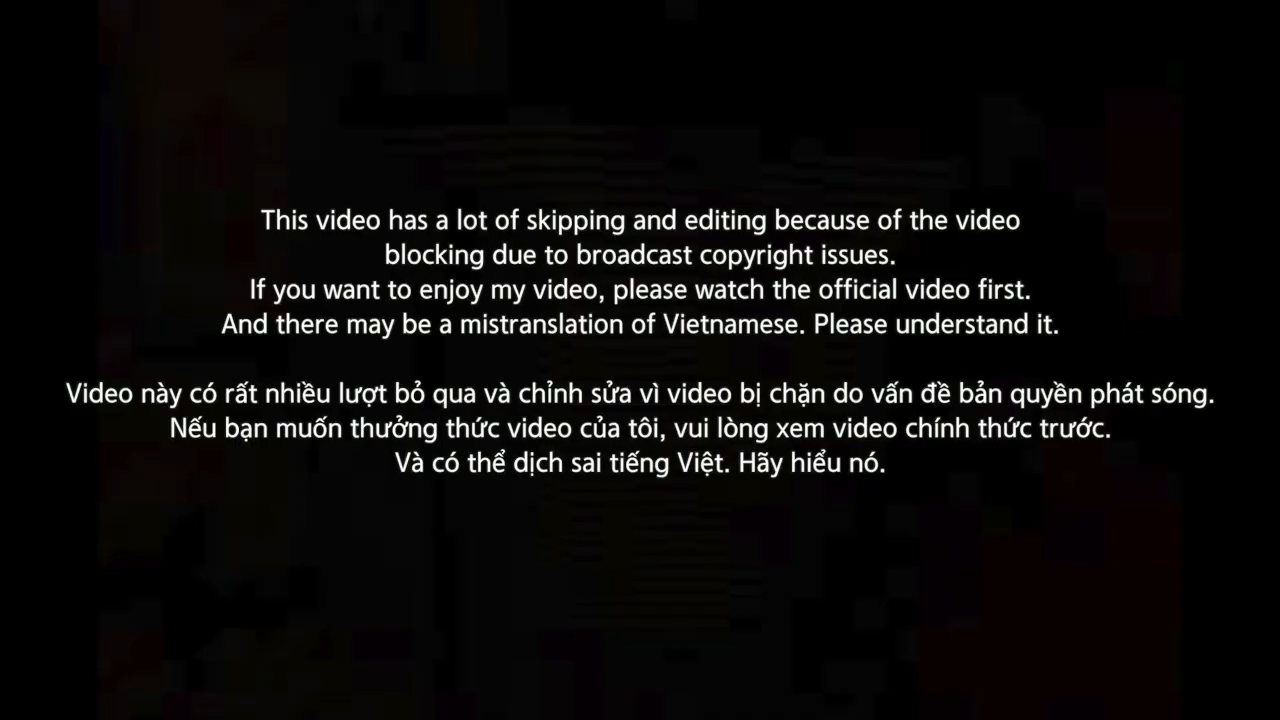 This video has a lot of skipping and editing because of the video
blocking due to broadcast copyright issues.
If you want to enjoy my video, please watch the official video first.
And there may be a mistranslation of Vietnamese. Please understand it.
Video này có rất nhiều lượt bỏ qua và chỉnh sửa vì video bị chặn do vấn đề bản quyền phát sóng.
Nếu bạn muốn thưởng thức video của tôi, vui lòng xem video chính thức trước.
Và có thể dịch sai tiếng Việt. Hãy hiểu nó.